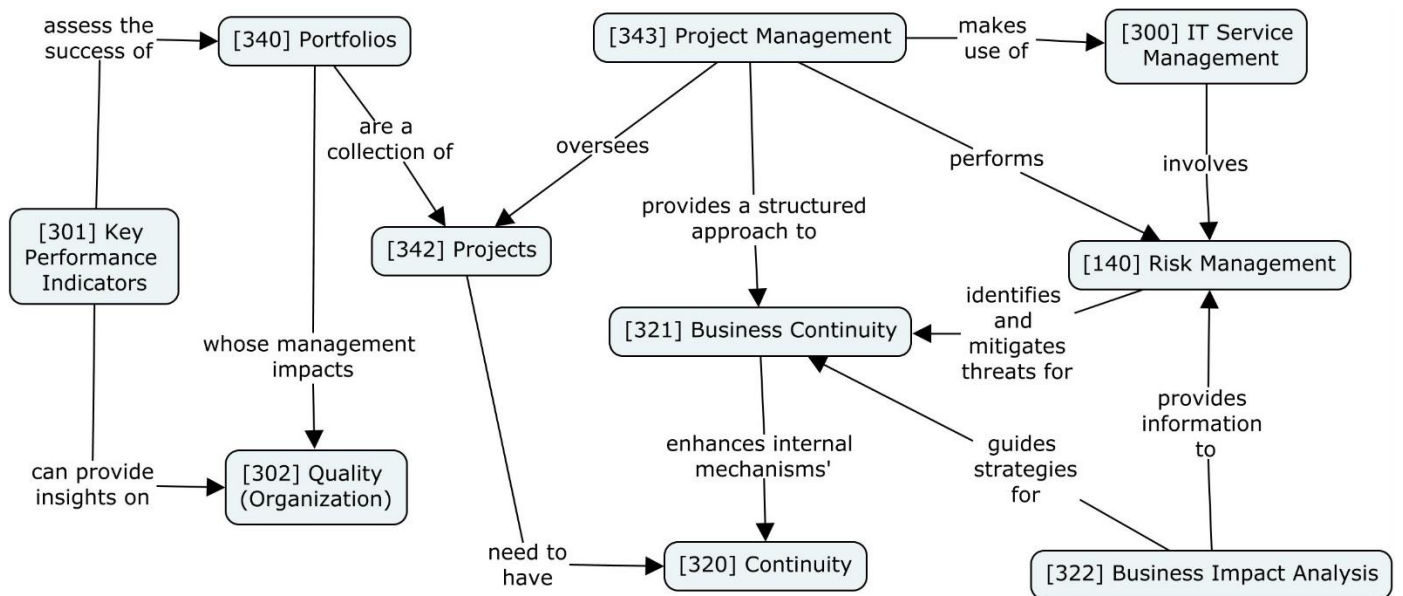 assess the
success of
[340] Portfolios
[343] Project Management
makes
use of
[300] IT Service
Management
are a
collection of
oversees
performs
involves
[301] Key
Performance
Indicators
[342] Projects
provides a structured
approach to
[140] Risk Management
identifies
and
mitigates
threats for
[321] Business Continuity
whose management
impacts
provides
information
to
enhances internal
mechanisms'
guides
strategies
for
can provide
insights on
[302] Quality
(Organization)
need to
have
[320] Continuity
[322] Business Impact Analysis